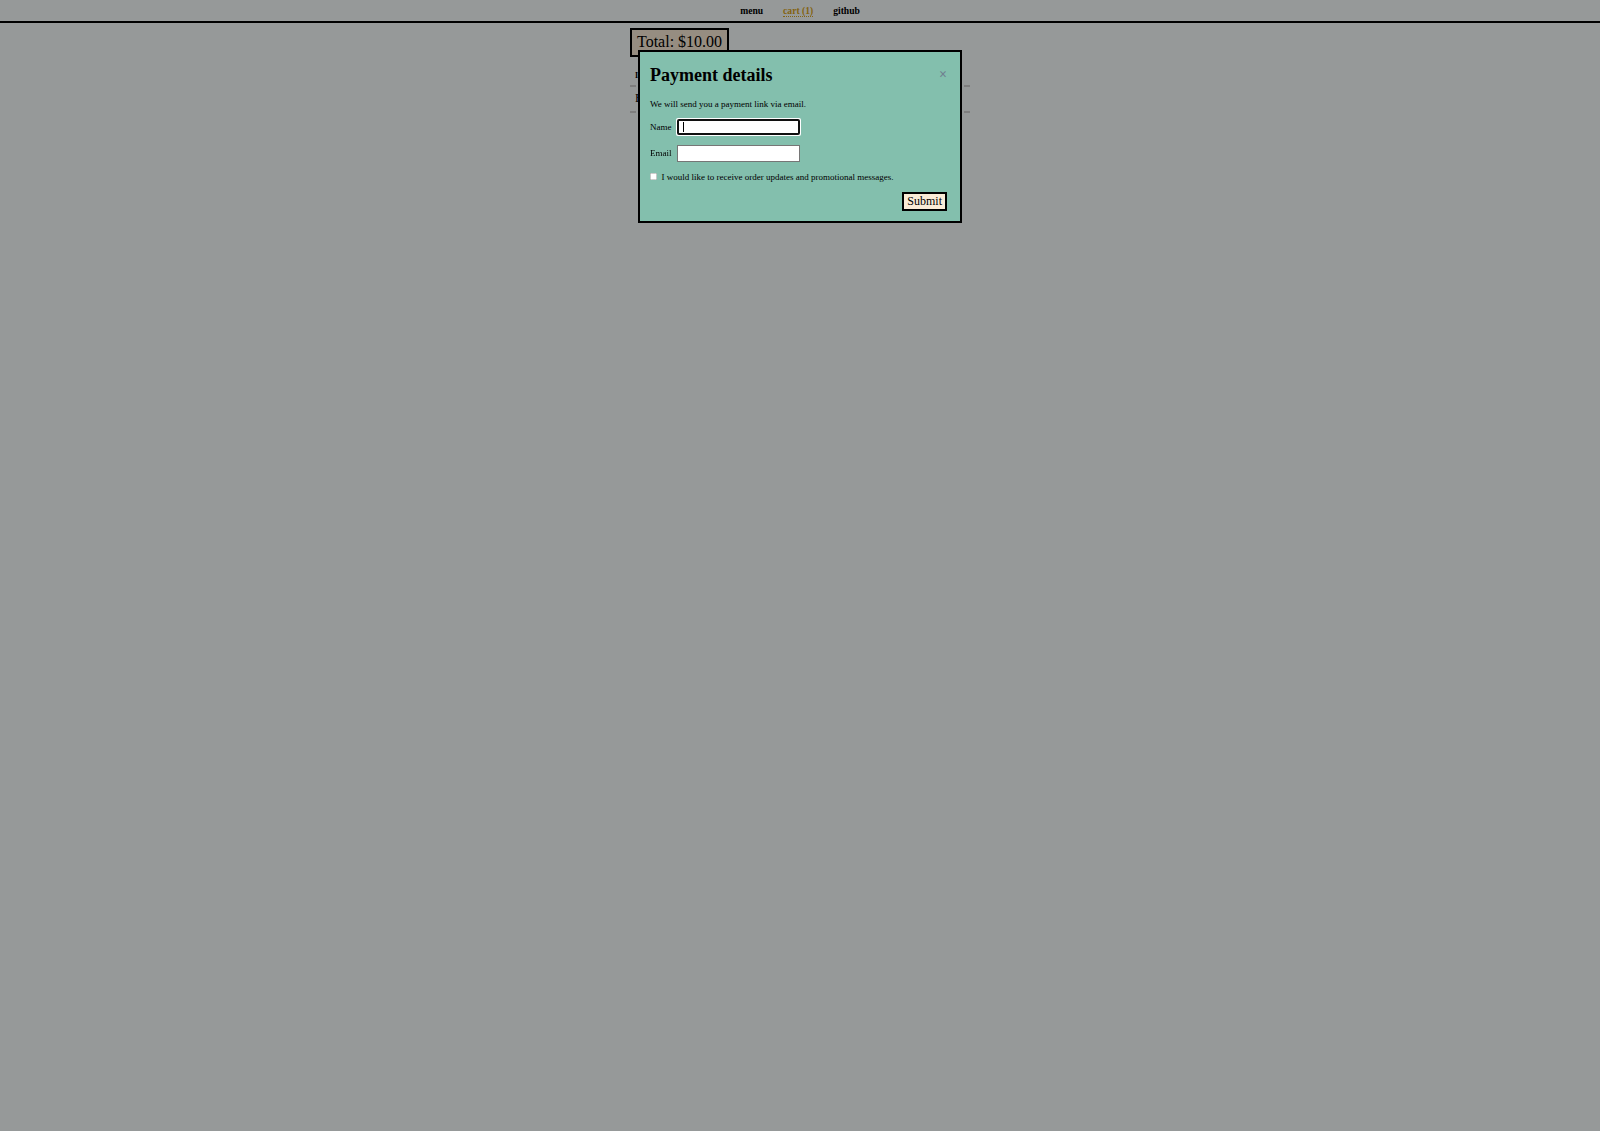 menu cart (1) github
Total: $10.00
Payment details ×
We will send you a payment link via email.
Name
Email
I would like to receive order updates and promotional messages.
Submit